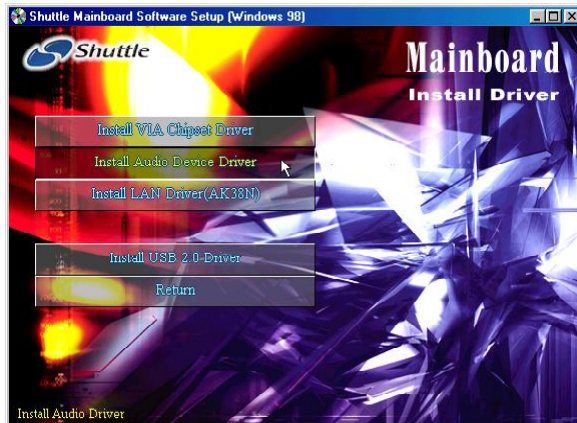 Shuttle Mainboard Software Setup (Windows 98)
Shuttle
Mainboard
Install Driver
Install VIA Chipset Driver
Install Audio Device Driver
Install LAN Driver(AK38N)
Install USB 2.0 Driver
Return
Install Audio Driver